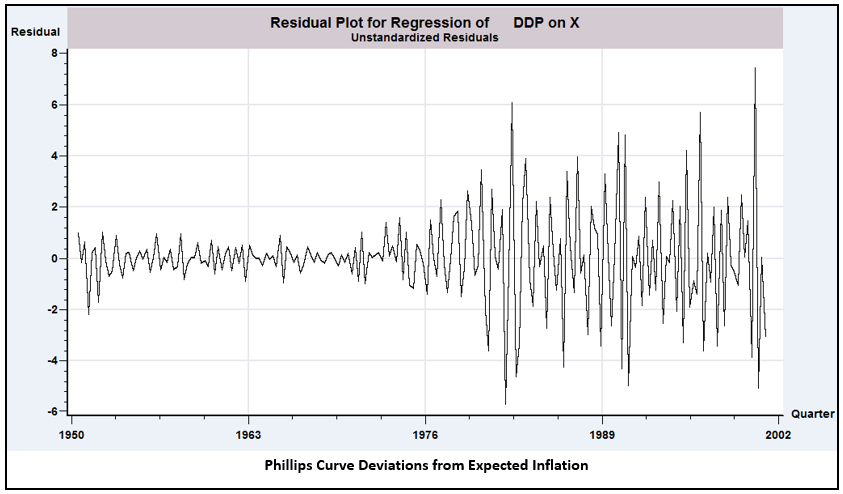 Residual Plot for Regression of DDP on X
Unstandardized Residuals
Residual
8
6
4
2
0
-2
-4
-6
1950 1963 1976 1989 2002
Quarter
Phillips Curve Deviations from Expected Inflation